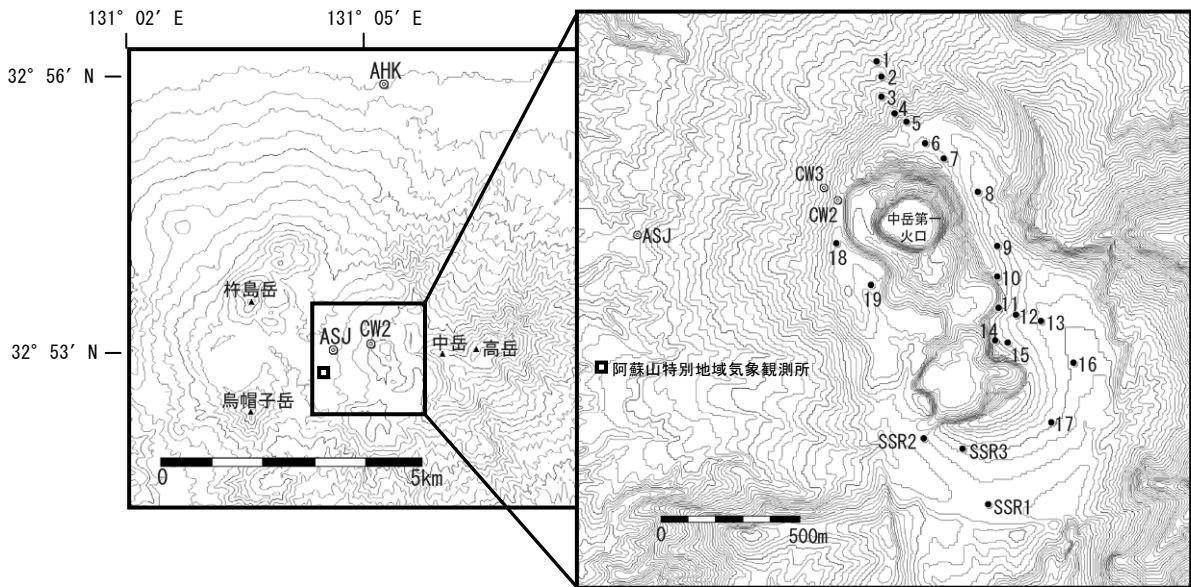 131° 02′ E
131° 05′ E
32° 56′ N
32° 53′ N
AHK
杵島岳
ASJ
CW2
中岳
高岳
烏帽子岳
0
5km
1
2
3
4
5
6
7
8
CW3
CW2
中岳第一
火口
ASJ
18
9
10
19
11
12
13
14
15
16
阿蘇山特別地域気象観測所
17
SSR2
SSR3
SSR1
0
500m